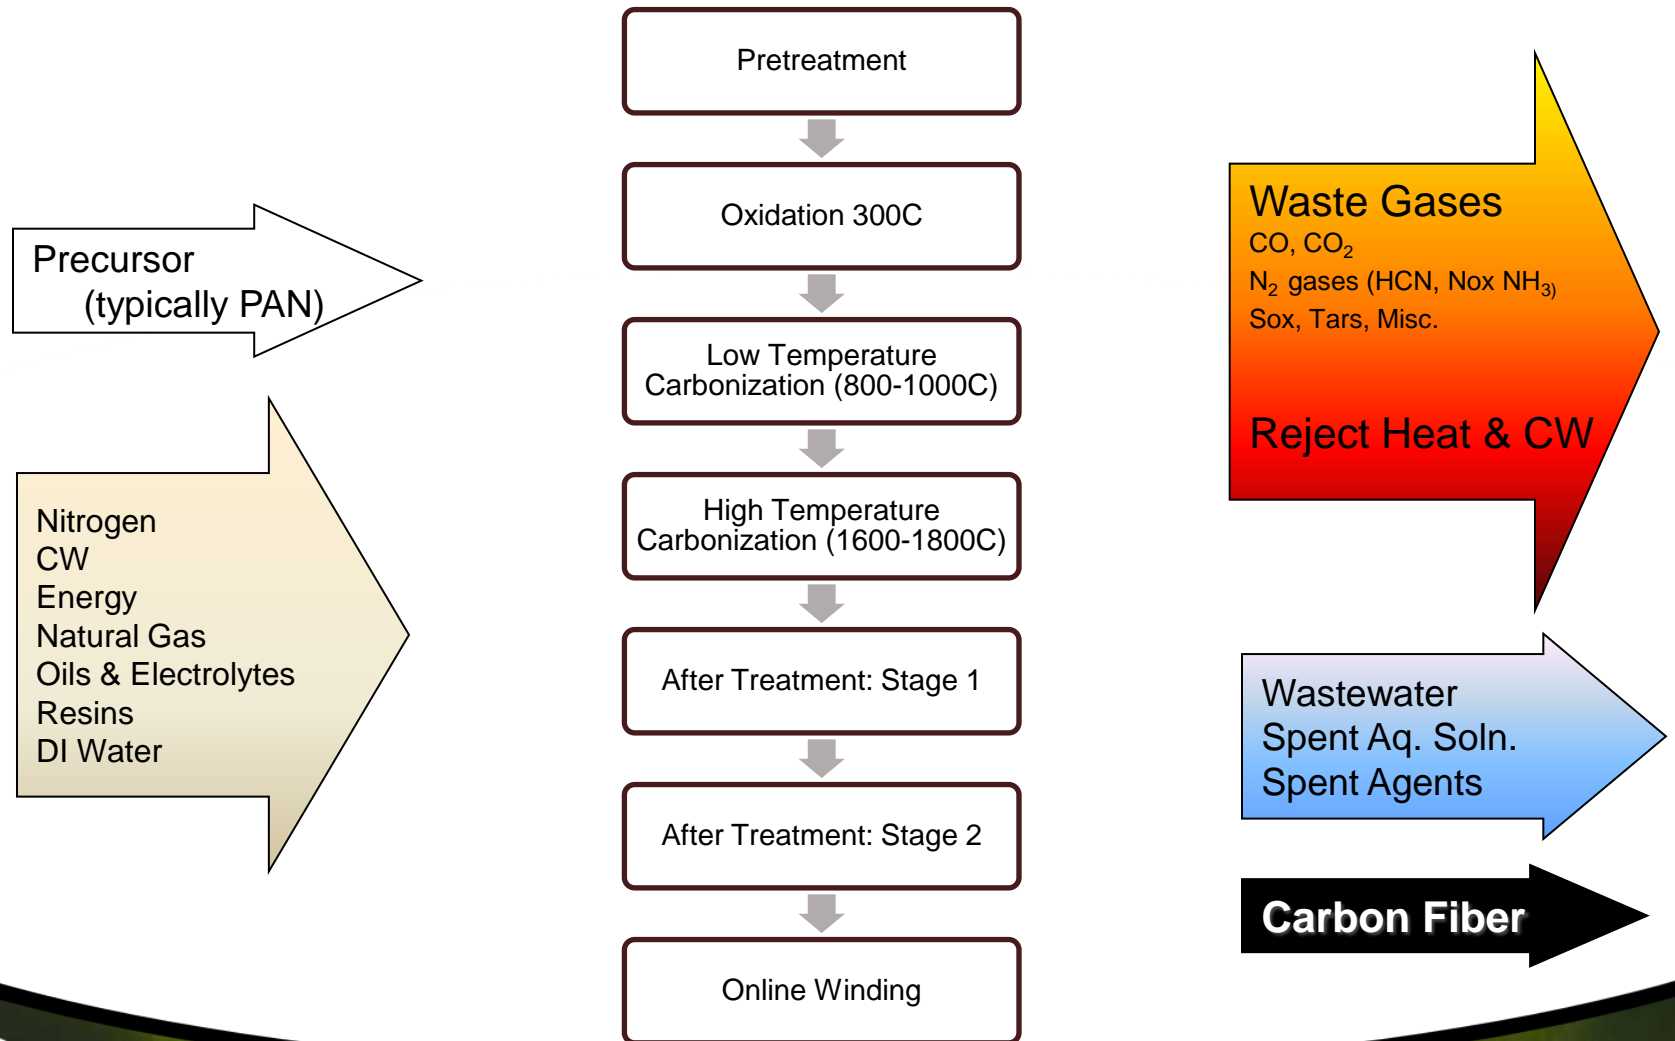 Precursor
(typically PAN)
Nitrogen
CW
Energy
Natural Gas
Oils & Electrolytes
Resins
DI Water
Pretreatment
Oxidation 300C
Low Temperature
Carbonization (800-1000C)
High Temperature
Carbonization (1600-1800C)
After Treatment: Stage 1
After Treatment: Stage 2
Online Winding
Waste Gases
CO, CO₂
N₂ gases (HCN, Nox NH₃)
Sox, Tars, Misc.
Reject Heat & CW
Wastewater
Spent Aq. Soln.
Spent Agents
Carbon Fiber